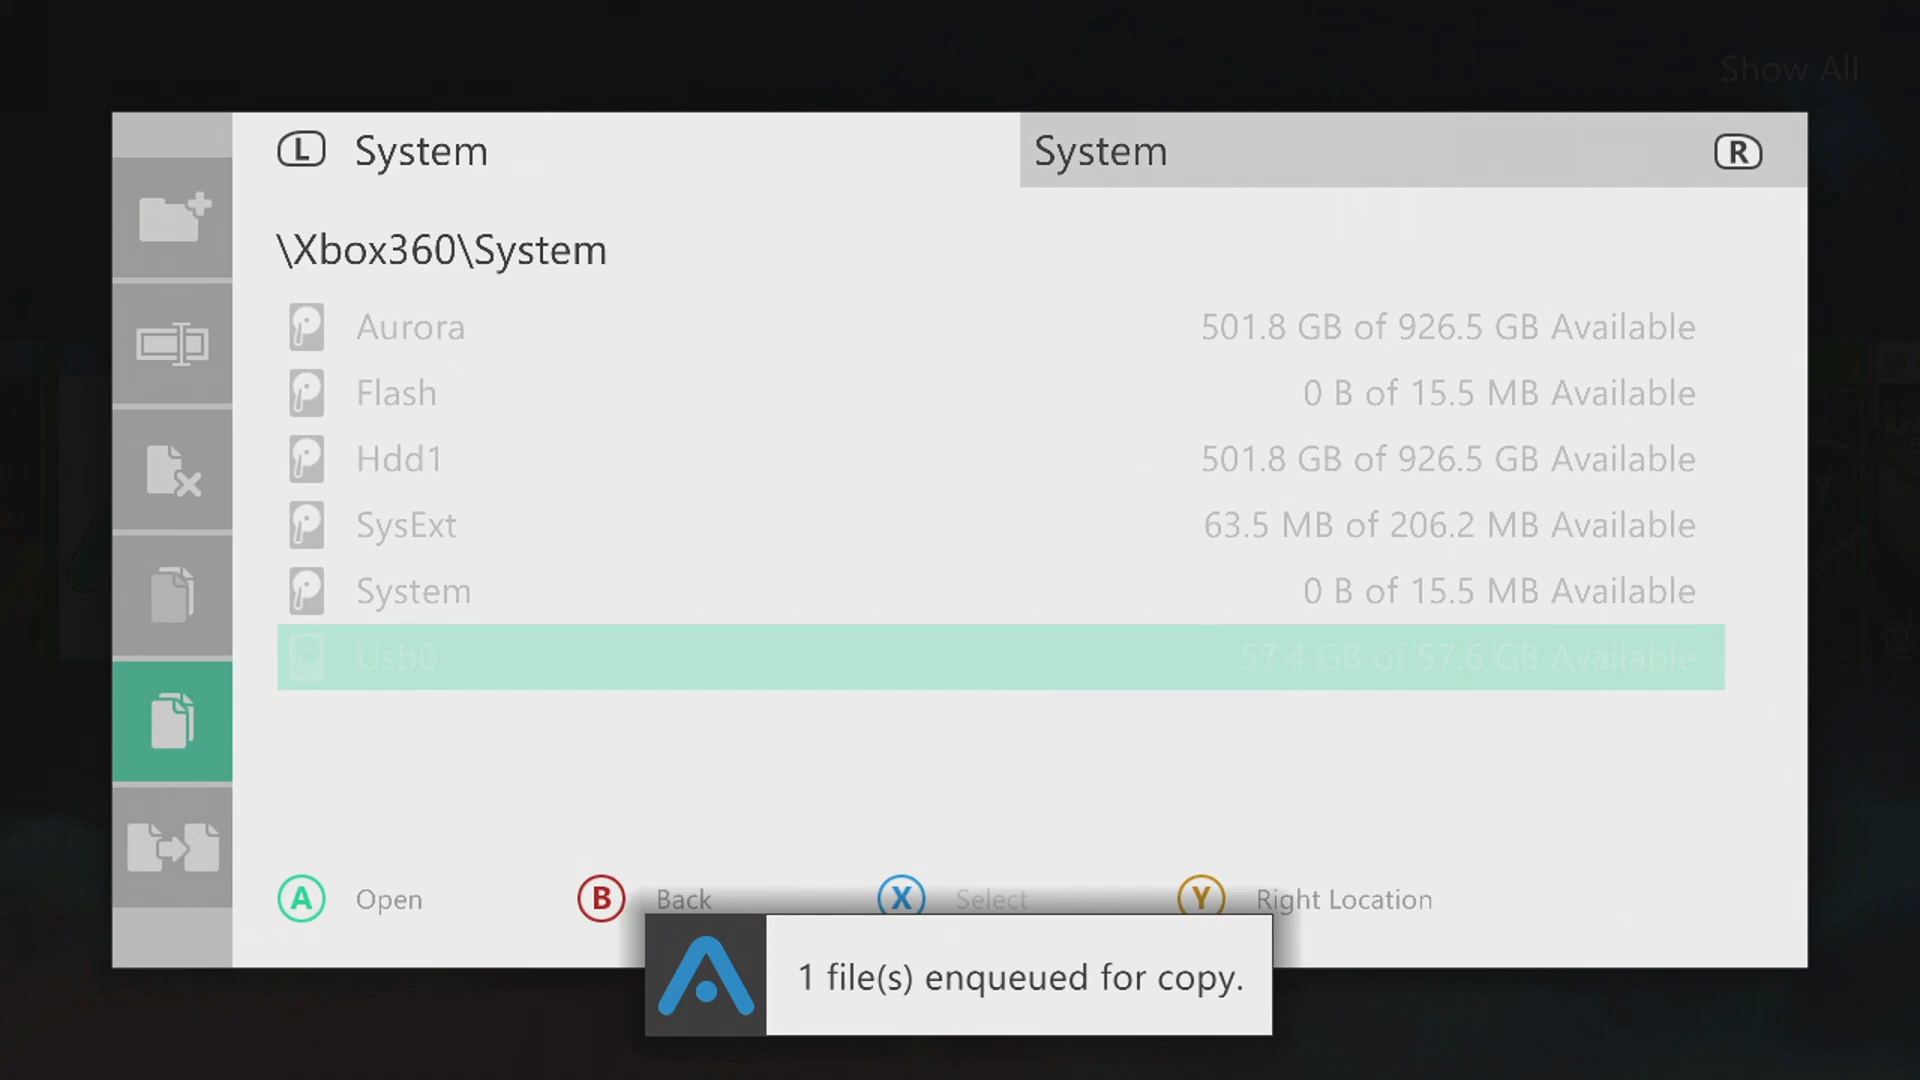 Show All
L System
System R
\Xbox360\System
Aurora 501.8 GB of 926.5 GB Available
Flash 0 B of 15.5 MB Available
Hdd1 501.8 GB of 926.5 GB Available
SysExt 63.5 MB of 206.2 MB Available
System 0 B of 15.5 MB Available
Usb0 57.4 GB of 57.6 GB Available
A Open B Back X Select Y Right Location
1 file(s) enqueued for copy.